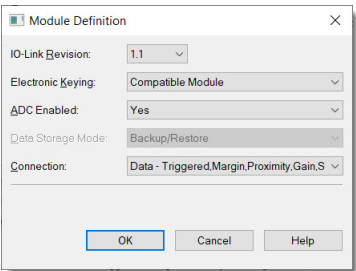 Module Definition
IO-Link Revision: 1.1
Electronic Keying: Compatible Module
ADC Enabled: Yes
Data Storage Mode: Backup/Restore
Connection: Data - Triggered,Margin,Proximity,Gain,S
OK Cancel Help